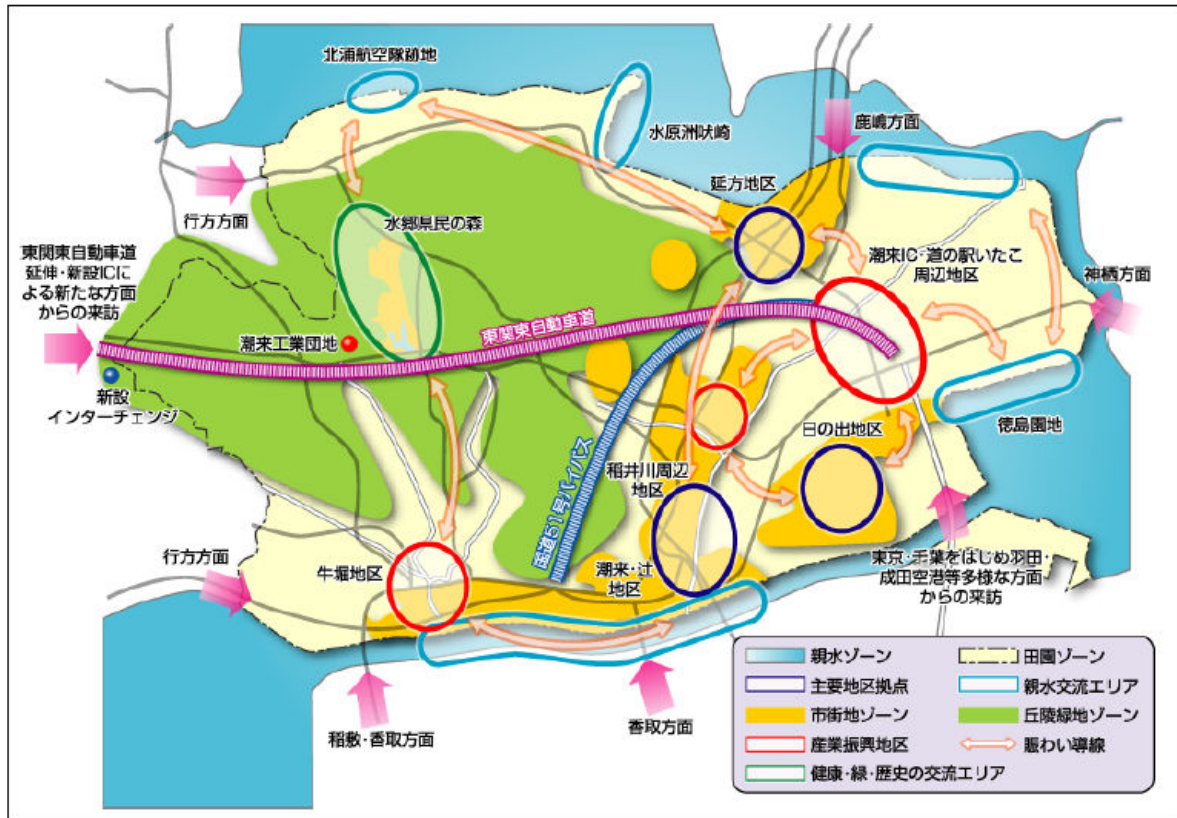 北浦航空隊跡地
水原洲吠崎
鹿嶋方面
延方地区
行方方面
水郷県民の森
潮来IC・道の駅いたこ
周辺地区
東関東自動車道
延伸・新設ICに
よる新たな方面
からの来訪
神栖方面
東関東自動車道
潮来工業団地
新設
インターチェンジ
徳島園地
日の出地区
稲井川周辺
地区
国道51号バイパス
行方方面
牛堀地区
潮来・辻
地区
東京・千葉をはじめ羽田・
成田空港等多様な方面
からの来訪
稲敷・香取方面
香取方面
親水ゾーン
田園ゾーン
主要地区拠点
親水交流エリア
市街地ゾーン
丘陵緑地ゾーン
産業振興地区
賑わい導線
健康・緑・歴史の交流エリア